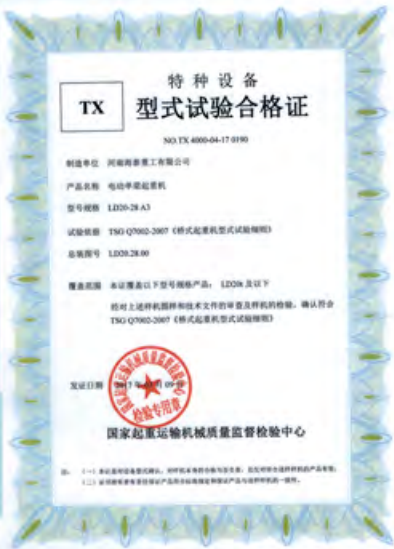 特种设备
TX
型式试验合格证
NO.TX 4000-04-17 0190
制造单位 河南海泰重工有限公司
产品名称 电动单梁起重机
型号规格 LD20-28 A3
试验依据 TSG Q7002-2007《桥式起重机型式试验细则》
总装图号 LD20.28.00
覆盖范围 本证覆盖以下型号规格产品: LD20t 及以下
经对上述样机图样和技术文件的审查及样机的检验,确认符合
TSG Q7002-2007《桥式起重机型式试验细则》
发证日期
检验专用章
国家起重运输机械质量监督检验中心